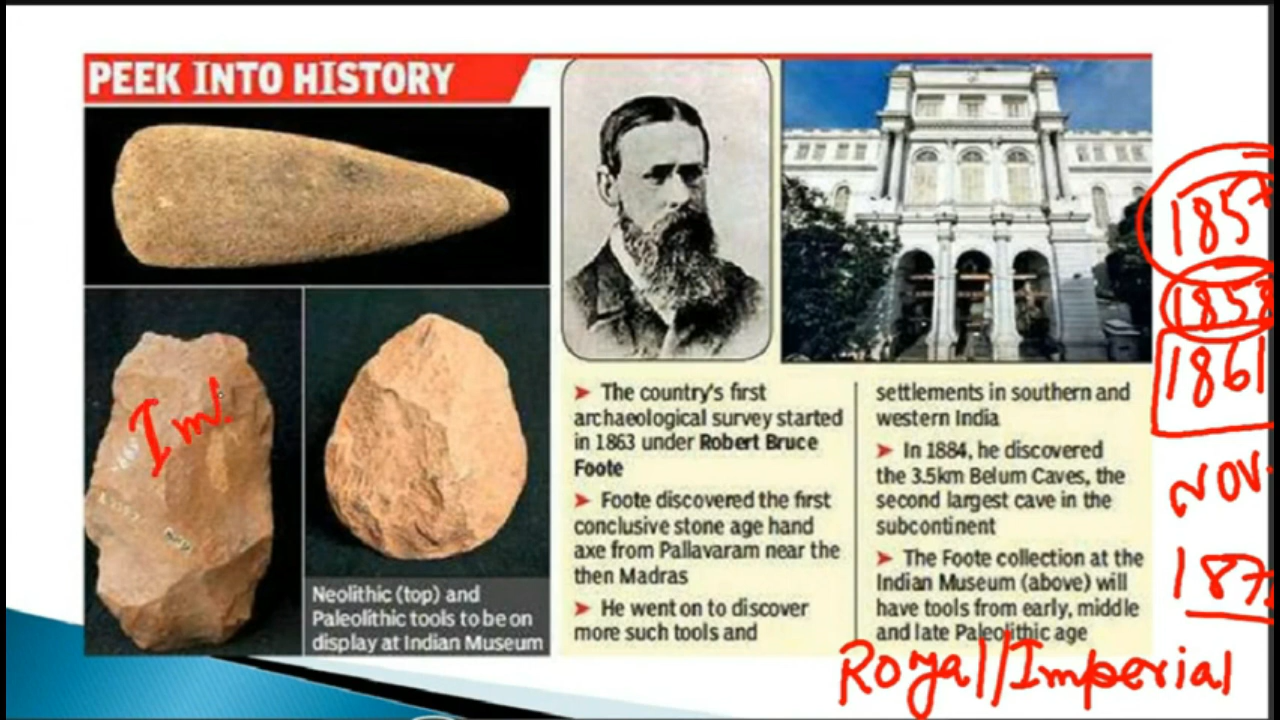 PEEK INTO HISTORY
Neolithic (top) and
Paleolithic tools to be on
display at Indian Museum
➤ The country's first
archaeological survey started
in 1863 under Robert Bruce
Foote
➤ Foote discovered the first
conclusive stone age hand
axe from Pallavaram near the
then Madras
➤ He went on to discover
more such tools and
settlements in southern and
western India
➤ In 1884, he discovered
the 3.5km Belum Caves, the
second largest cave in the
subcontinent
➤ The Foote collection at the
Indian Museum (above) will
have tools from early, middle
and late Paleolithic age
1858
1861
NOV.
Royal/Imperial